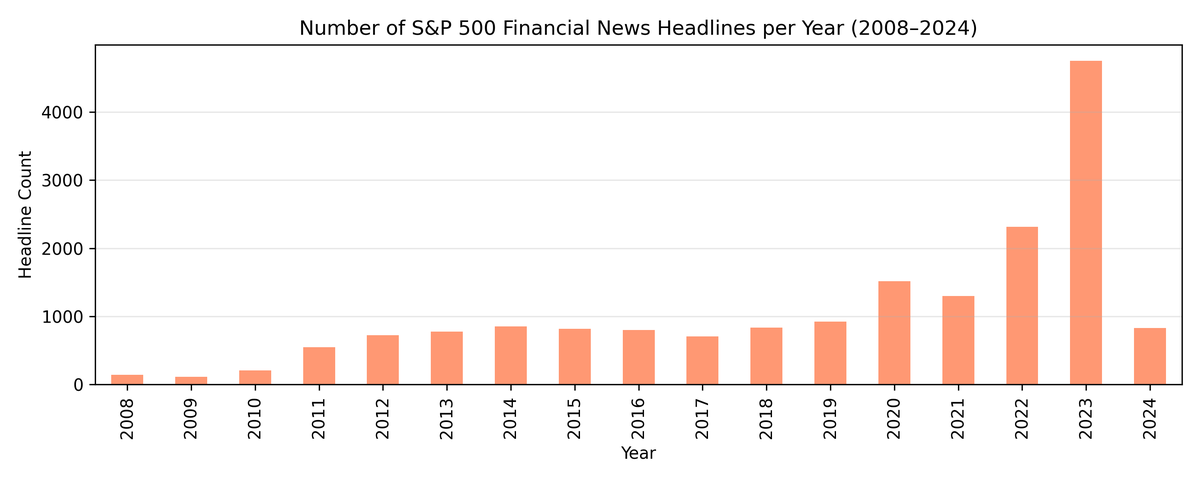 Number of S&P 500 Financial News Headlines per Year (2008–2024)
Headline Count
4000
3000
2000
1000
0
2008 2009 2010 2011 2012 2013 2014 2015 2016 2017 2018 2019 2020 2021 2022 2023 2024
Year